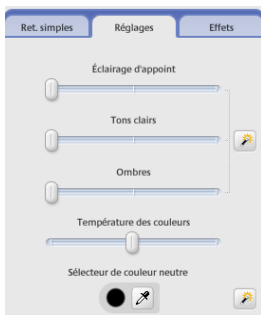 Ret. simples Réglages Effets
Éclairage d'appoint
Tons clairs
Ombres
Température des couleurs
Sélecteur de couleur neutre